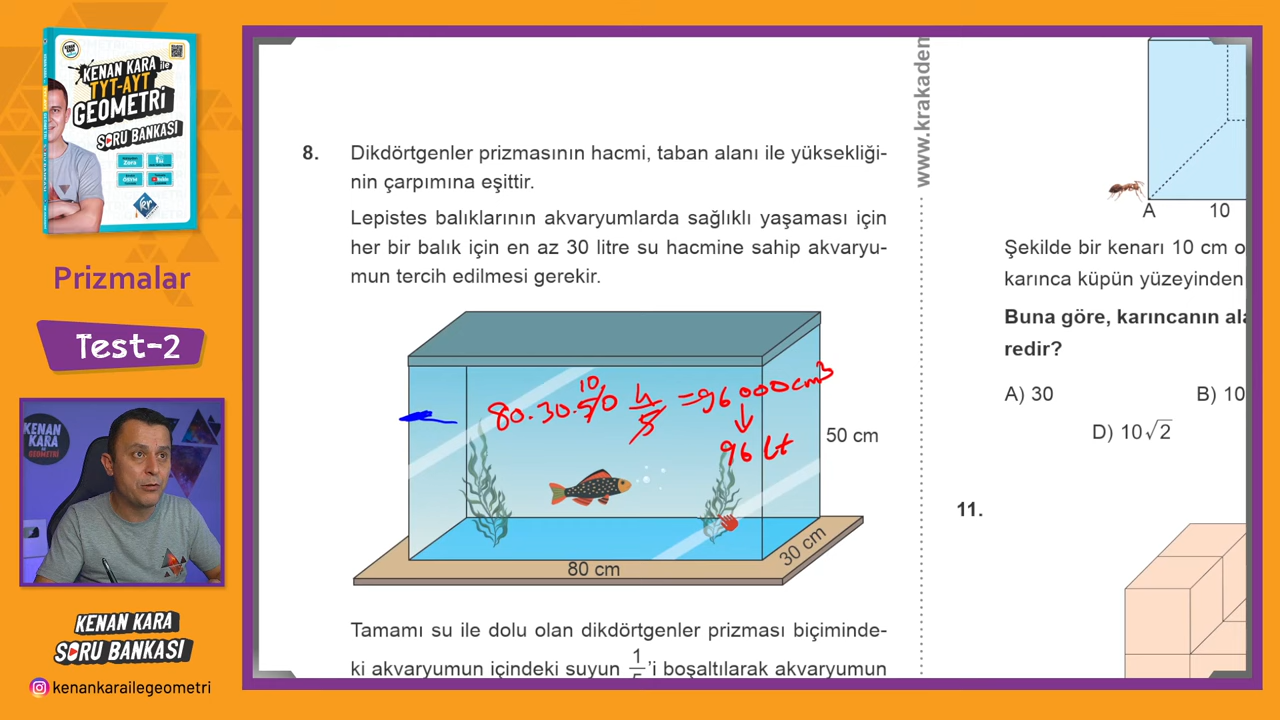 KENAN KARA ile
TYT-AYT
GEOMETRİ
SORU BANKASI
Prizmalar
Test-2
KENAN KARA
SORU BANKASI
kenankarailegeometri
8. Dikdörtgenler prizmasının hacmi, taban alanı ile yüksekliği-
nin çarpımına eşittir.
Lepistes balıklarının akvaryumlarda sağlıklı yaşaması için
her bir balık için en az 30 litre su hacmine sahip akvaryu-
mun tercih edilmesi gerekir.
80.30.50 10 4/5 = 96 000 cm³
96 Lt
50 cm
30 cm
80 cm
Tamamı su ile dolu olan dikdörtgenler prizması biçiminde-
ki akvaryumun içindeki suyun 1/5'i boşaltılarak akvaryumun
www.krakaden
A 10
Şekilde bir kenarı 10 cm o
karınca küpün yüzeyinden
Buna göre, karıncanın ala
redir?
A) 30 B) 10
D) 10√2
11.